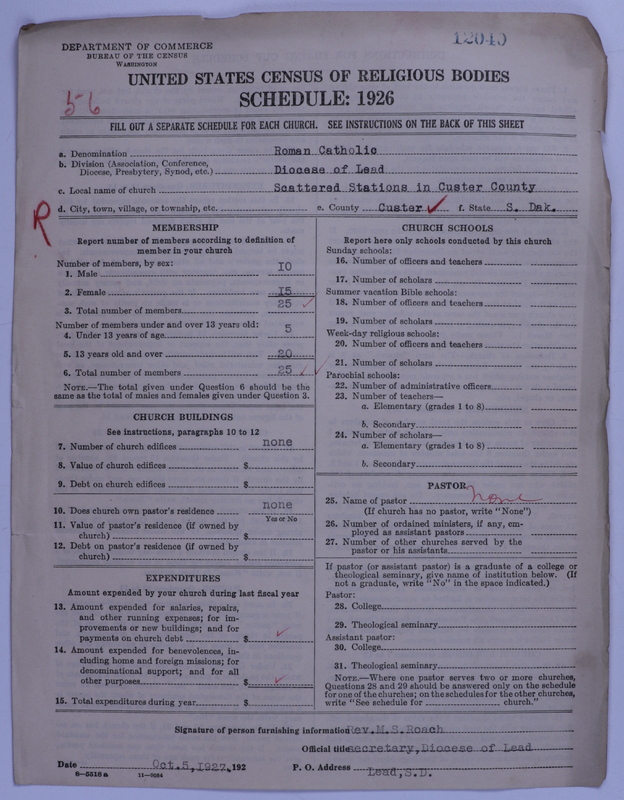 12040
DEPARTMENT OF COMMERCE
BUREAU OF THE CENSUS
WASHINGTON
UNITED STATES CENSUS OF RELIGIOUS BODIES
56
SCHEDULE: 1926
FILL OUT A SEPARATE SCHEDULE FOR EACH CHURCH. SEE INSTRUCTIONS ON THE BACK OF THIS SHEET
a. Denomination Roman Catholic
b. Division (Association, Conference, Diocese, Presbytery, Synod, etc.) Diocese of Lead
c. Local name of church Scattered Stations in Custer County
R
d. City, town, village, or township, etc. e. County Custer ✓ f. State S. Dak.
MEMBERSHIP
Report number of members according to definition of
member in your church
Number of members, by sex:
1. Male 10
2. Female 15
3. Total number of members 25 ✓
Number of members under and over 13 years old:
4. Under 13 years of age 5
5. 13 years old and over 20
6. Total number of members 25 ✓
NOTE.—The total given under Question 6 should be the
same as the total of males and females given under Question 3.
CHURCH BUILDINGS
See instructions, paragraphs 10 to 12
7. Number of church edifices none
8. Value of church edifices $
9. Debt on church edifices $
10. Does church own pastor's residence none
Yes or No
11. Value of pastor's residence (if owned by
church) $
12. Debt on pastor's residence (if owned by
church) $
EXPENDITURES
Amount expended by your church during last fiscal year
13. Amount expended for salaries, repairs,
and other running expenses; for im-
provements or new buildings; and for
payments on church debt $ ✓
14. Amount expended for benevolences, in-
cluding home and foreign missions; for
denominational support; and for all
other purposes $ ✓
15. Total expenditures during year $
CHURCH SCHOOLS
Report here only schools conducted by this church
Sunday schools:
16. Number of officers and teachers
17. Number of scholars
Summer vacation Bible schools:
18. Number of officers and teachers
19. Number of scholars
Week-day religious schools:
20. Number of officers and teachers
21. Number of scholars
Parochial schools:
22. Number of administrative officers
23. Number of teachers—
a. Elementary (grades 1 to 8)
b. Secondary
24. Number of scholars—
a. Elementary (grades 1 to 8)
b. Secondary
PASTOR
25. Name of pastor None
(If church has no pastor, write "None")
26. Number of ordained ministers, if any, em-
ployed as assistant pastors
27. Number of other churches served by the
pastor or his assistants
If pastor (or assistant pastor) is a graduate of a college or
theological seminary, give name of institution below. (If
not a graduate, write "No" in the space indicated.)
Pastor:
28. College
29. Theological seminary
Assistant pastor:
30. College
31. Theological seminary
NOTE.—Where one pastor serves two or more churches,
Questions 28 and 29 should be answered only on the schedule
for one of the churches; on the schedules for the other churches,
write "See schedule for church."
Signature of person furnishing information Rev.M.S.Roach
Official title secretary,Diocese of Lead
Date Oct.5,1927, 192 P. O. Address Lead,S.D.
8—5518 a 11—9084